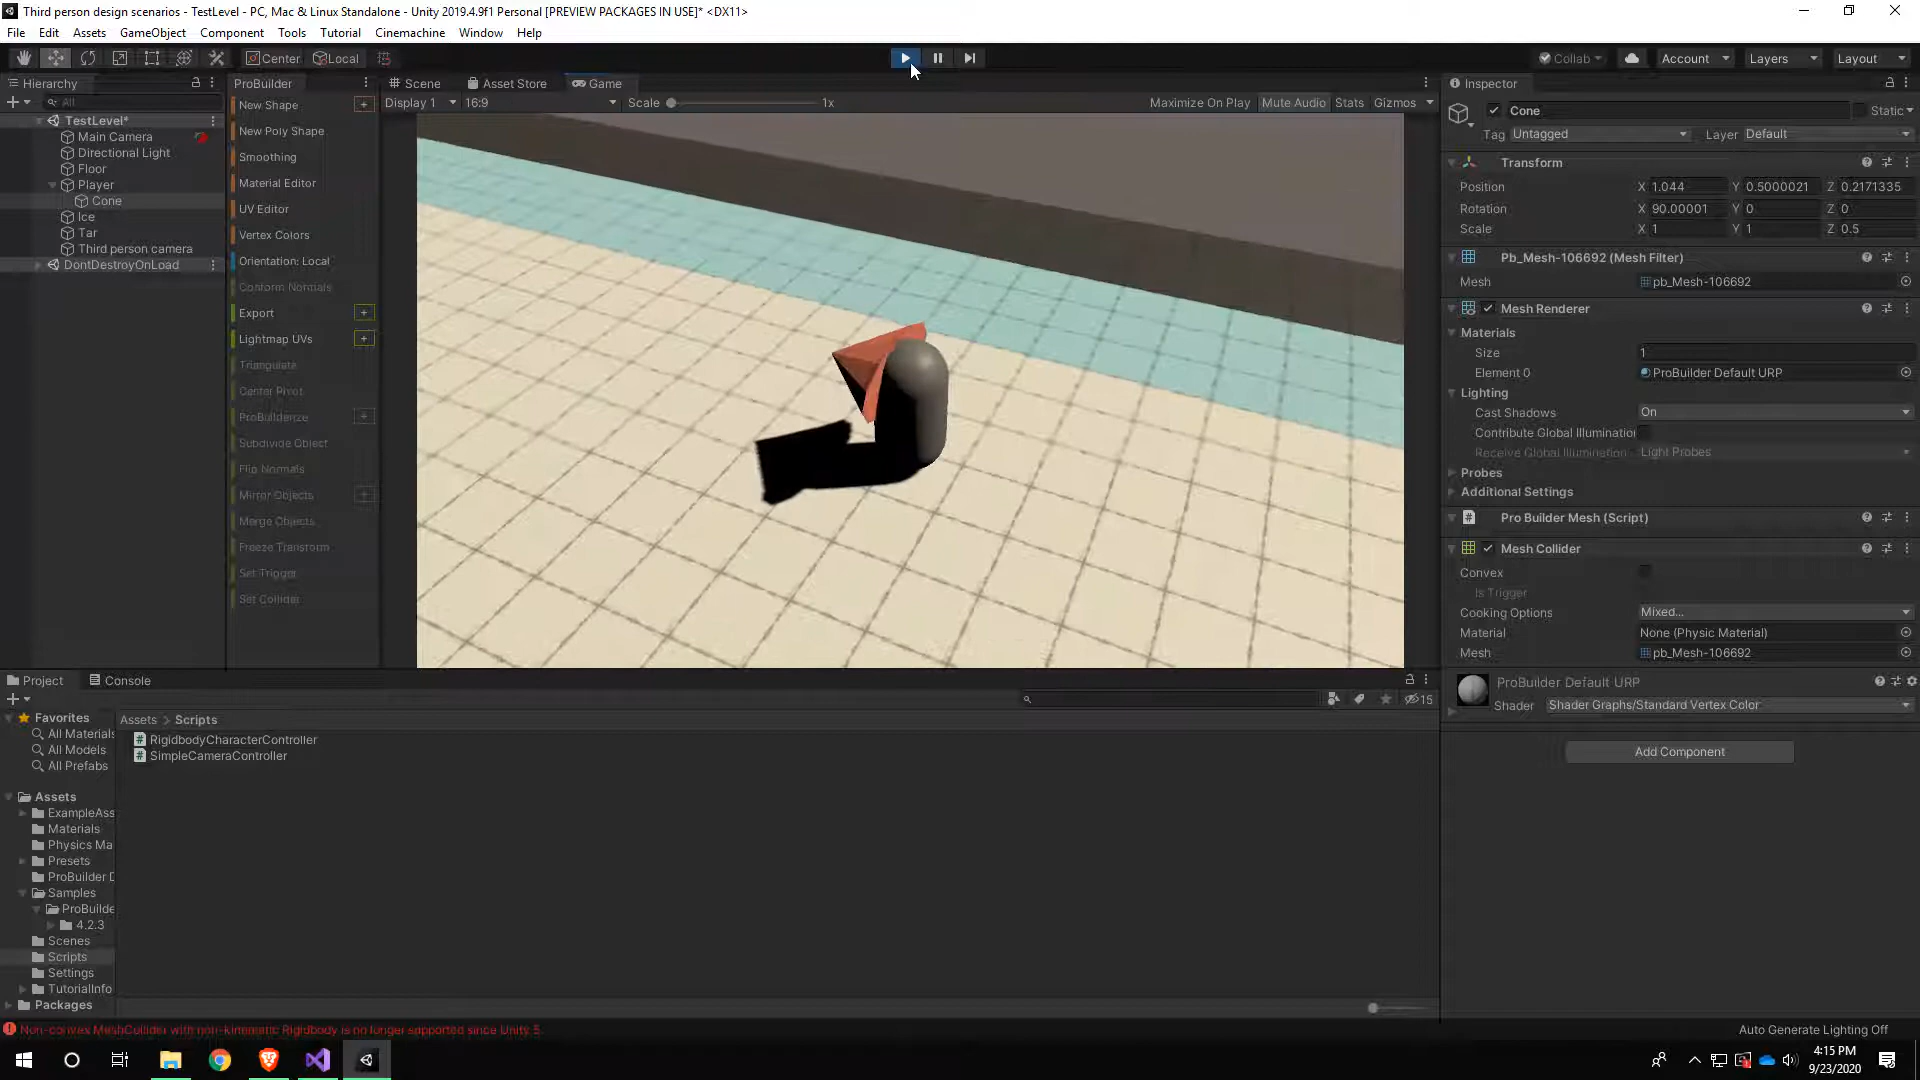 Third person design scenarios - TestLevel - PC, Mac & Linux Standalone - Unity 2019.4.9f1 Personal [PREVIEW PACKAGES IN USE]* <DX11>
File Edit Assets GameObject Component Tools Tutorial Cinemachine Window Help
Center Local Collab Account Layers Layout
Hierarchy
All
TestLevel*
Main Camera
Directional Light
Floor
Player
Cone
Ice
Tar
Third person camera
DontDestroyOnLoad
ProBuilder
New Shape
New Poly Shape
Smoothing
Material Editor
UV Editor
Vertex Colors
Orientation: Local
Conform Normals
Export
Lightmap UVs
Triangulate
Center Pivot
ProBuilderize
Subdivide Object
Flip Normals
Mirror Objects
Merge Objects
Freeze Transform
Set Trigger
Set Collider
Scene Asset Store Game
Display 1 16:9 Scale 1x Maximize On Play Mute Audio Stats Gizmos
Inspector
Cone Static
Tag Untagged Layer Default
Transform
Position X 1.044 Y 0.5000021 Z 0.2171335
Rotation X 90.00001 Y 0 Z 0
Scale X 1 Y 1 Z 0.5
Pb_Mesh-106692 (Mesh Filter)
Mesh pb_Mesh-106692
Mesh Renderer
Materials
Size 1
Element 0 ProBuilder Default URP
Lighting
Cast Shadows On
Contribute Global Illuminatio
Receive Global Illumination Light Probes
Probes
Additional Settings
Pro Builder Mesh (Script)
Mesh Collider
Convex
Is Trigger
Cooking Options Mixed...
Material None (Physic Material)
Mesh pb_Mesh-106692
ProBuilder Default URP
Shader Shader Graphs/Standard Vertex Color
Add Component
Project Console
15
Favorites
All Materials
All Models
All Prefabs
Assets
ExampleAss
Materials
Physics Ma
Presets
ProBuilder D
Samples
ProBuilde
4.2.3
Scenes
Scripts
Settings
TutorialInfo
Packages
Assets > Scripts
RigidbodyCharacterController
SimpleCameraController
Non-convex MeshCollider with non-kinematic Rigidbody is no longer supported since Unity 5.
Auto Generate Lighting Off
4:15 PM
9/23/2020